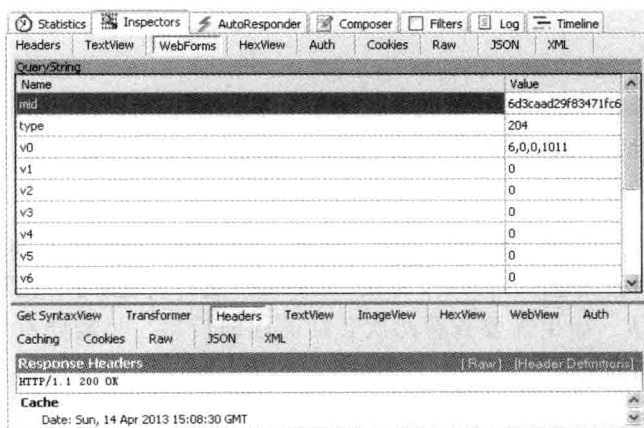 Statistics Inspectors AutoResponder Composer Filters Log Timeline
Headers TextView WebForms HexView Auth Cookies Raw JSON XML
QueryString
Name Value
mid 6d3caad29f83471fc6
type 204
v0 6,0,0,1011
v1 0
v2 0
v3 0
v4 0
v5 0
v6 0
Get SyntaxView Transformer Headers TextView ImageView HexView WebView Auth
Caching Cookies Raw JSON XML
Response Headers [Raw] [Header Definitions]
HTTP/1.1 200 OK
Cache
Date: Sun, 14 Apr 2013 15:08:30 GMT